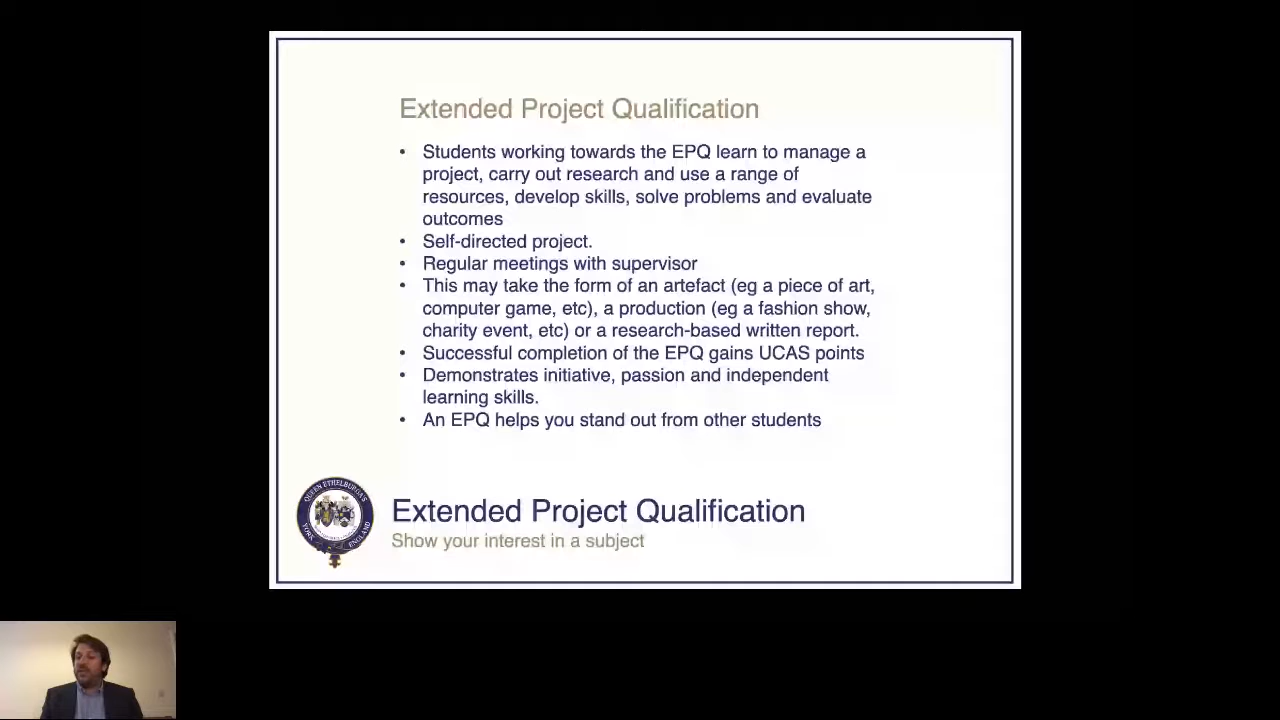 Extended Project Qualification
• Students working towards the EPQ learn to manage a
project, carry out research and use a range of
resources, develop skills, solve problems and evaluate
outcomes
• Self-directed project.
• Regular meetings with supervisor
• This may take the form of an artefact (eg a piece of art,
computer game, etc), a production (eg a fashion show,
charity event, etc) or a research-based written report.
• Successful completion of the EPQ gains UCAS points
• Demonstrates initiative, passion and independent
learning skills.
• An EPQ helps you stand out from other students
QUEEN ETHELBURGA'S
YORK
ENGLAND
Extended Project Qualification
Show your interest in a subject